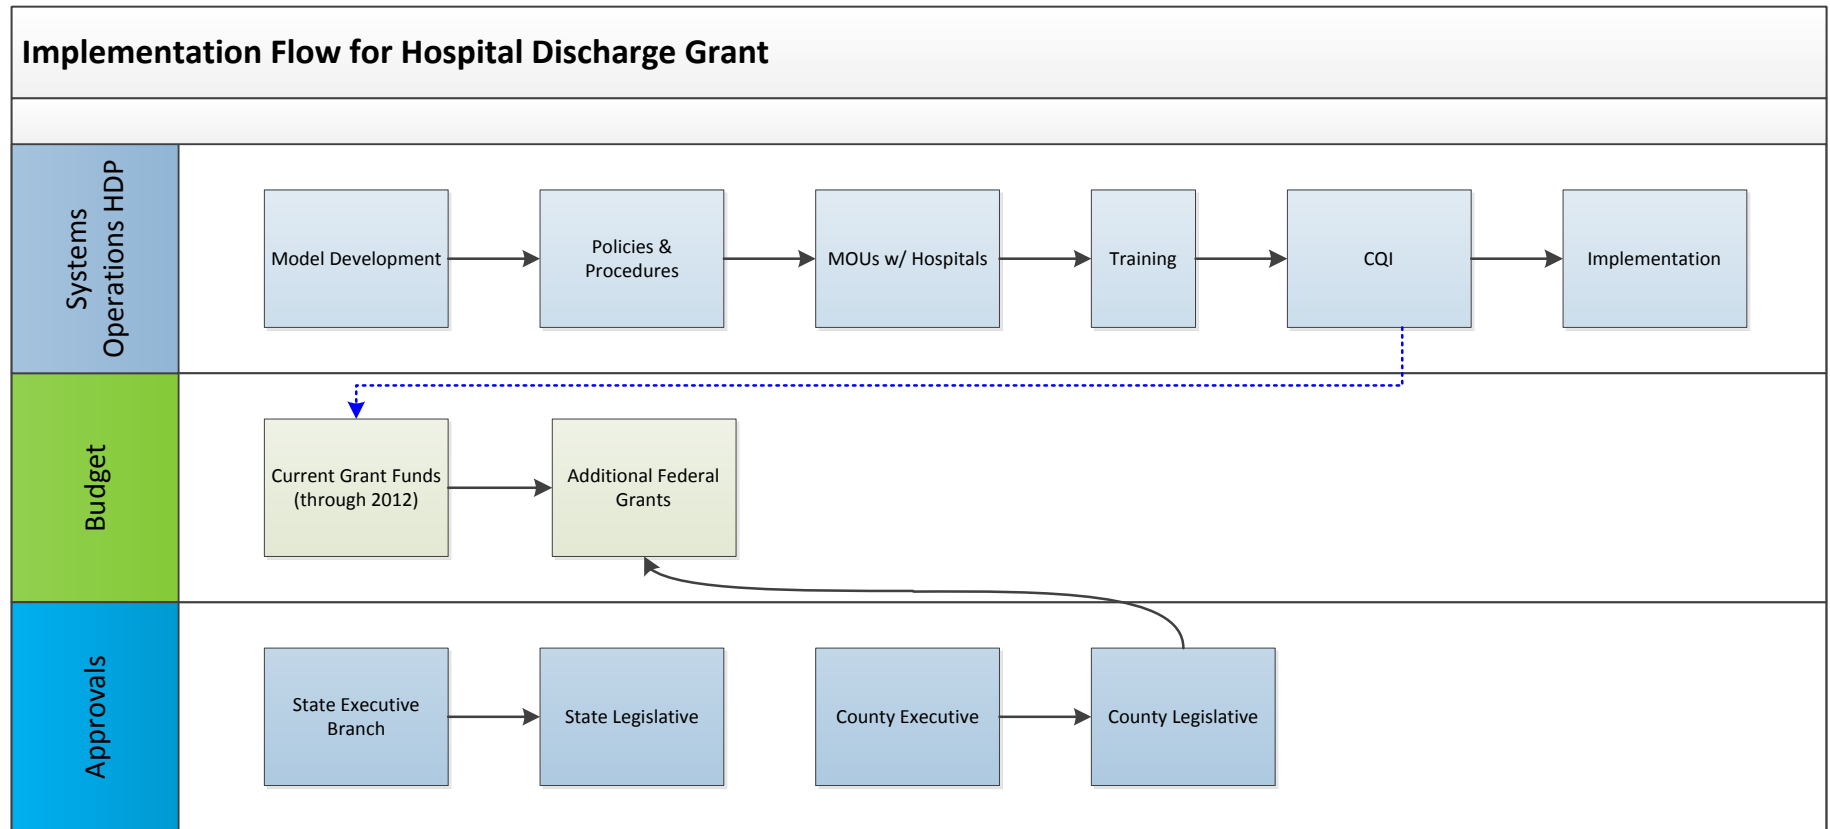 Implementation Flow for Hospital Discharge Grant
Systems
Operations HDP
Model Development
Policies &
Procedures
MOUs w/ Hospitals
Training
CQI
Implementation
Budget
Current Grant Funds
(through 2012)
Additional Federal
Grants
Approvals
State Executive
Branch
State Legislative
County Executive
County Legislative